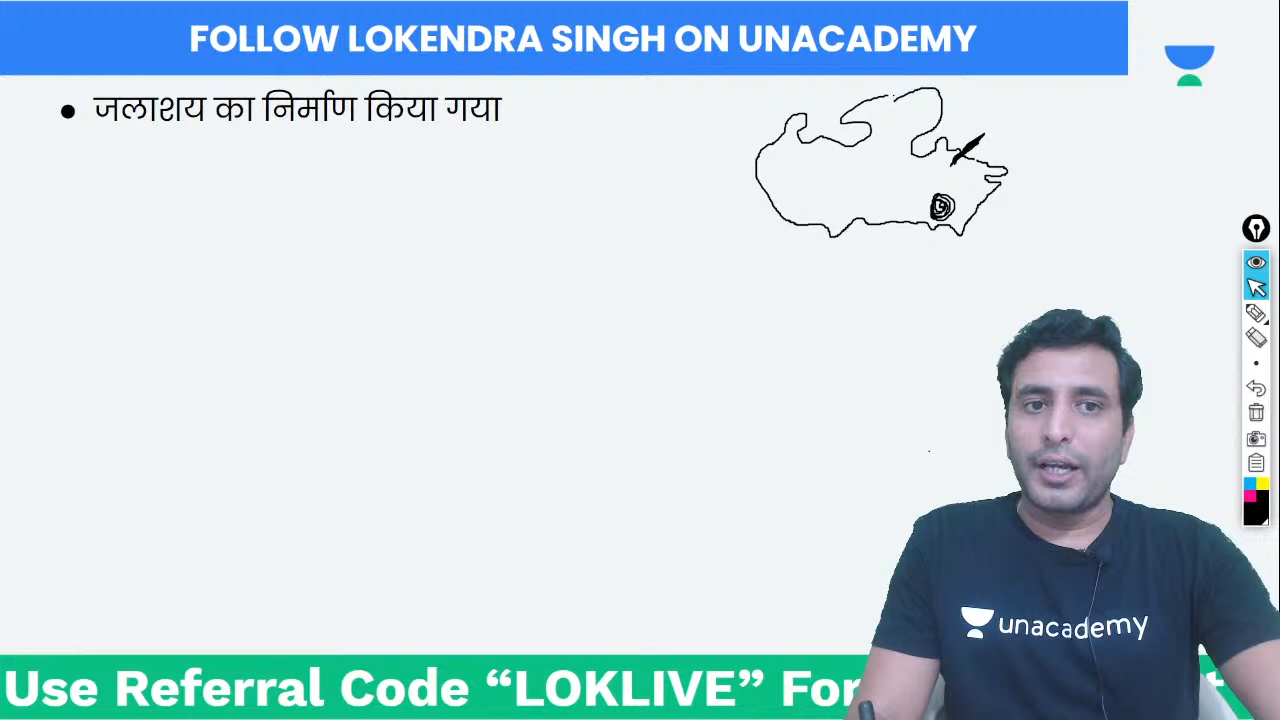 FOLLOW LOKENDRA SINGH ON UNACADEMY
● जलाशय का निर्माण किया गया
unacademy
Use Referral Code “LOKLIVE” For